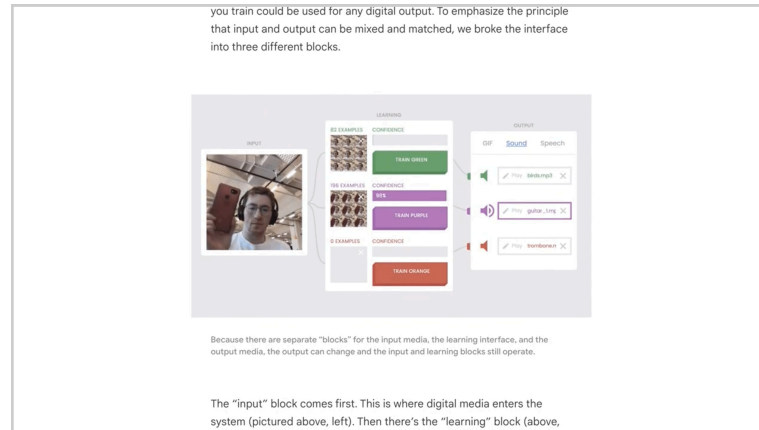 you train could be used for any digital output. To emphasize the principle
that input and output can be mixed and matched, we broke the interface
into three different blocks.
LEARNING
INPUT
OUTPUT
82 EXAMPLES CONFIDENCE
TRAIN GREEN
196 EXAMPLES CONFIDENCE
TRAIN PURPLE
0 EXAMPLES CONFIDENCE
TRAIN ORANGE
GIF Sound Speech
Play birds.mp3
Play
Play trombone.n
Because there are separate “blocks” for the input media, the learning interface, and the
output media, the output can change and the input and learning blocks still operate.
The “input” block comes first. This is where digital media enters the
system (pictured above, left). Then there’s the “learning” block (above,